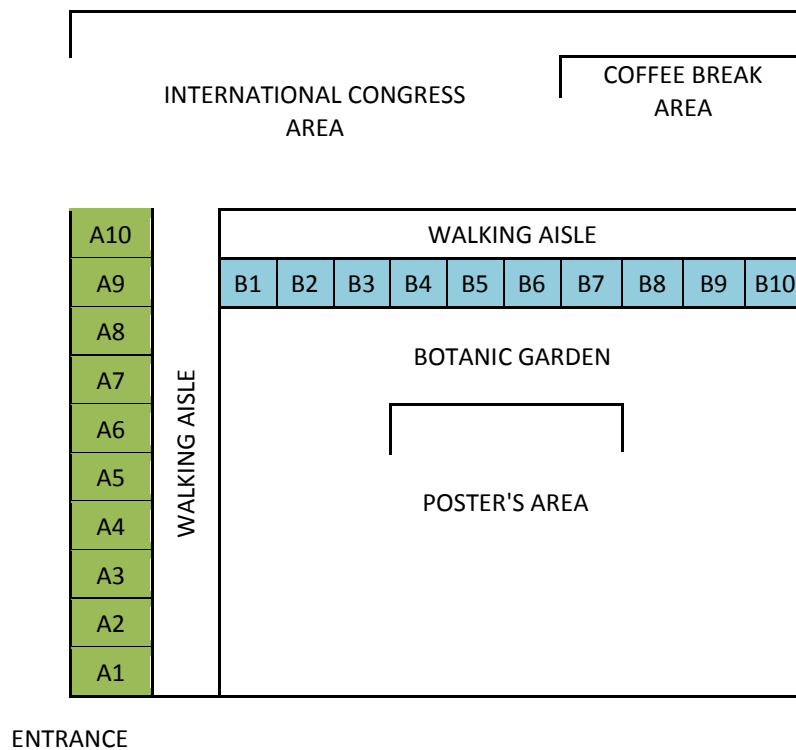 COFFEE BREAK
AREA
INTERNATIONAL CONGRESS
AREA
A10
WALKING AISLE
A9
B1 B2 B3 B4 B5 B6 B7 B8 B9 B10
A8
BOTANIC GARDEN
A7
A6
WALKING AISLE
A5
POSTER'S AREA
A4
A3
A2
A1
ENTRANCE